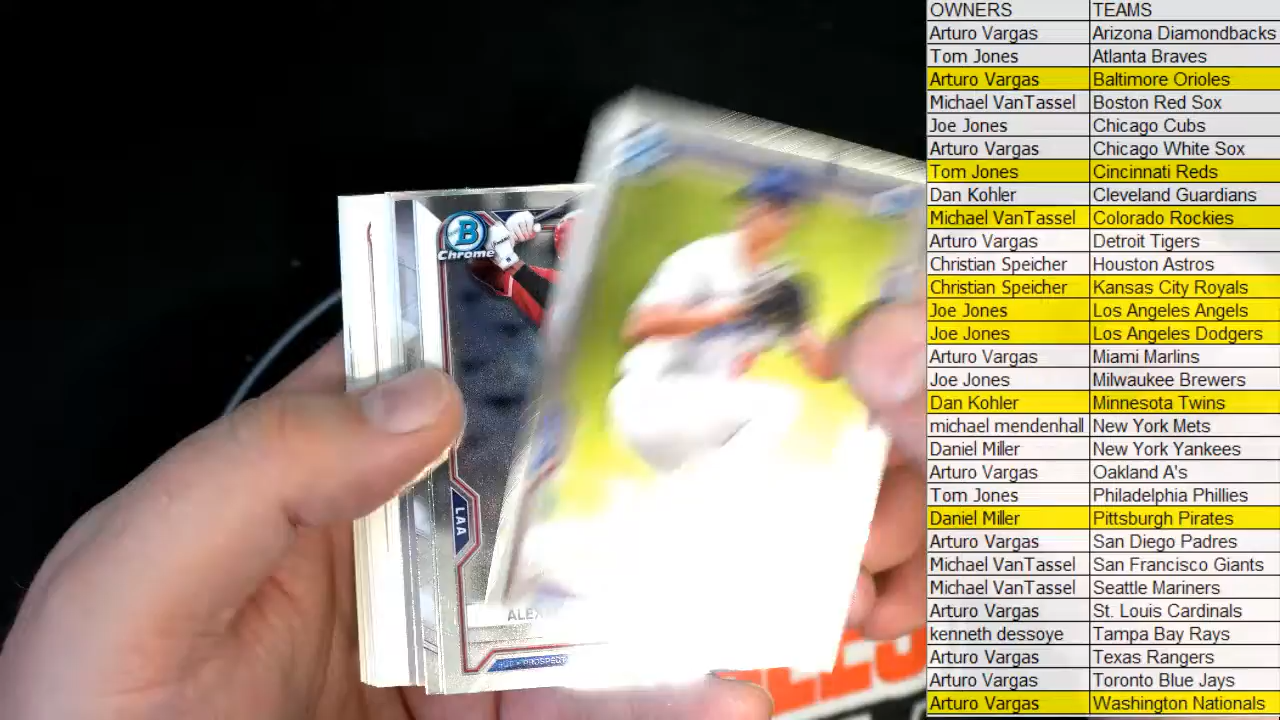 OWNERS TEAMS
Arturo Vargas Arizona Diamondbacks
Tom Jones Atlanta Braves
Arturo Vargas Baltimore Orioles
Michael VanTassel Boston Red Sox
Joe Jones Chicago Cubs
Arturo Vargas Chicago White Sox
Tom Jones Cincinnati Reds
Dan Kohler Cleveland Guardians
Michael VanTassel Colorado Rockies
Arturo Vargas Detroit Tigers
Christian Speicher Houston Astros
Christian Speicher Kansas City Royals
Joe Jones Los Angeles Angels
Joe Jones Los Angeles Dodgers
Arturo Vargas Miami Marlins
Joe Jones Milwaukee Brewers
Dan Kohler Minnesota Twins
michael mendenhall New York Mets
Daniel Miller New York Yankees
Arturo Vargas Oakland A's
Tom Jones Philadelphia Phillies
Daniel Miller Pittsburgh Pirates
Arturo Vargas San Diego Padres
Michael VanTassel San Francisco Giants
Michael VanTassel Seattle Mariners
Arturo Vargas St. Louis Cardinals
kenneth dessoye Tampa Bay Rays
Arturo Vargas Texas Rangers
Arturo Vargas Toronto Blue Jays
Arturo Vargas Washington Nationals
B
Chrome
LAA